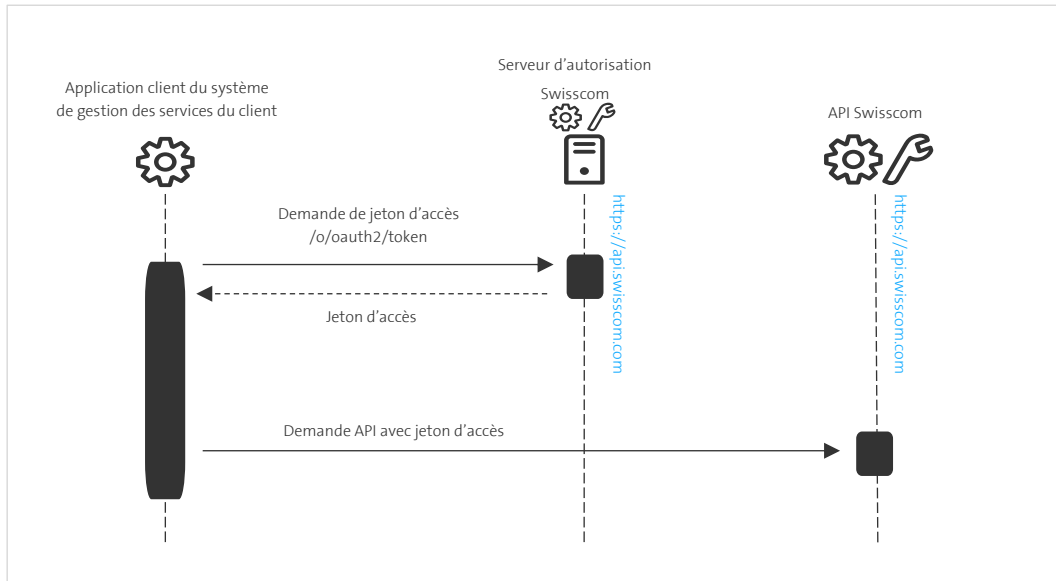 Application client du système
de gestion des services du client
Serveur d'autorisation
Swisscom
API Swisscom
https://api.swisscom.com
https://api.swisscom.com
Demande de jeton d’accès
/o/oauth2/token
Jeton d’accès
Demande API avec jeton d’accès